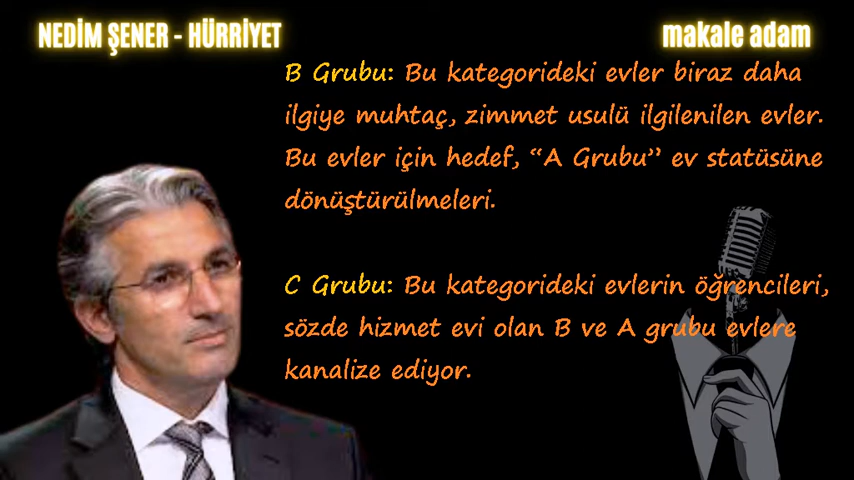 NEDİM ŞENER - HÜRRİYET
makale adam
B Grubu: Bu kategorideki evler biraz daha
ilgiye muhtaç, zimmet usulü ilgilenilen evler.
Bu evler için hedef, “A Grubu” ev statüsüne
dönüştürülmeleri.
C Grubu: Bu kategorideki evlerin öğrencileri,
sözde hizmet evi olan B ve A grubu evlere
kanalize ediyor.